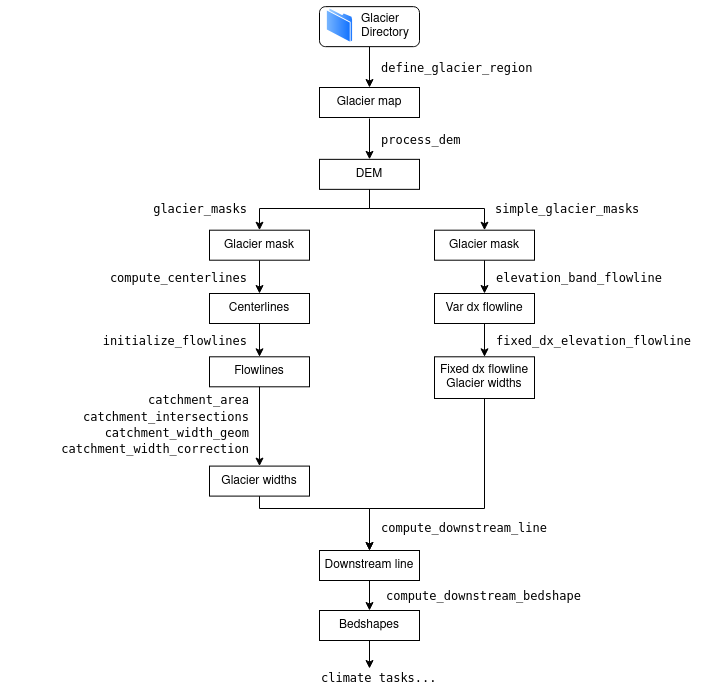 Glacier
Directory
define_glacier_region
Glacier map
process_dem
DEM
glacier_masks
simple_glacier_masks
Glacier mask
Glacier mask
compute_centerlines
elevation_band_flowline
Centerlines
Var dx flowline
initialize_flowlines
fixed_dx_elevation_flowline
Flowlines
Fixed dx flowline
Glacier widths
catchment_area
catchment_intersections
catchment_width_geom
catchment_width_correction
Glacier widths
compute_downstream_line
Downstream line
compute_downstream_bedshape
Bedshapes
climate tasks...